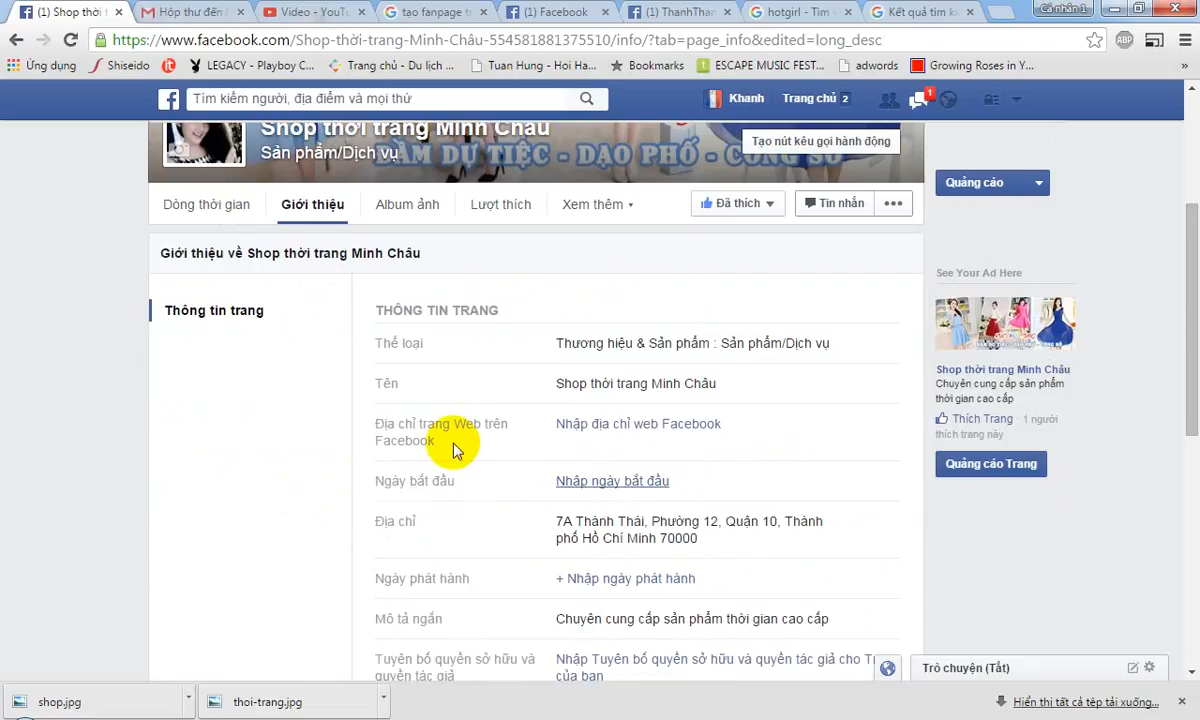 (1) Shop thời t
Hộp thư đến
Video - YouTu
tao fanpage tr
(1) Facebook
(1) ThanhThan
hotgirl - Tìm v
Kết quả tìm k
Cá nhân 1
https://www.facebook.com/Shop-thời-trang-Minh-Châu-554581881375510/info/?tab=page_info&edited=long_desc
ABP
Ứng dụng
Shiseido
LEGACY - Playboy C...
Trang chủ - Du lịch ...
Tuan Hung - Hoi Ha...
Bookmarks
ESCAPE MUSIC FEST...
adwords
Growing Roses in Y...
»
Tìm kiếm người, địa điểm và mọi thứ
Khanh
Trang chủ 2
1
Shop thời trang Minh Châu
Sản phẩm/Dịch vụ
ĐẦM DỰ TIỆC - DẠO PHỐ - CÔNG SỞ
Tạo nút kêu gọi hành động
Dòng thời gian
Giới thiệu
Album ảnh
Lượt thích
Xem thêm
Đã thích
Tin nhắn
•••
Quảng cáo
Giới thiệu về Shop thời trang Minh Châu
Thông tin trang
THÔNG TIN TRANG
Thể loại
Thương hiệu & Sản phẩm : Sản phẩm/Dịch vụ
Tên
Shop thời trang Minh Châu
Địa chỉ trang Web trên
Facebook
Nhập địa chỉ web Facebook
Ngày bắt đầu
Nhập ngày bắt đầu
Địa chỉ
7A Thành Thái, Phường 12, Quận 10, Thành
phố Hồ Chí Minh 70000
Ngày phát hành
+ Nhập ngày phát hành
Mô tả ngắn
Chuyên cung cấp sản phẩm thời gian cao cấp
Tuyên bố quyền sở hữu và
quyền tác giả
Nhập Tuyên bố quyền sở hữu và quyền tác giả cho Tr
của bạn
See Your Ad Here
Shop thời trang Minh Châu
Chuyên cung cấp sản phẩm
thời gian cao cấp
Thích Trang · 1 người
thích trang này
Quảng cáo Trang
Trò chuyện (Tắt)
shop.jpg
thoi-trang.jpg
Hiển thị tất cả tệp tải xuống...